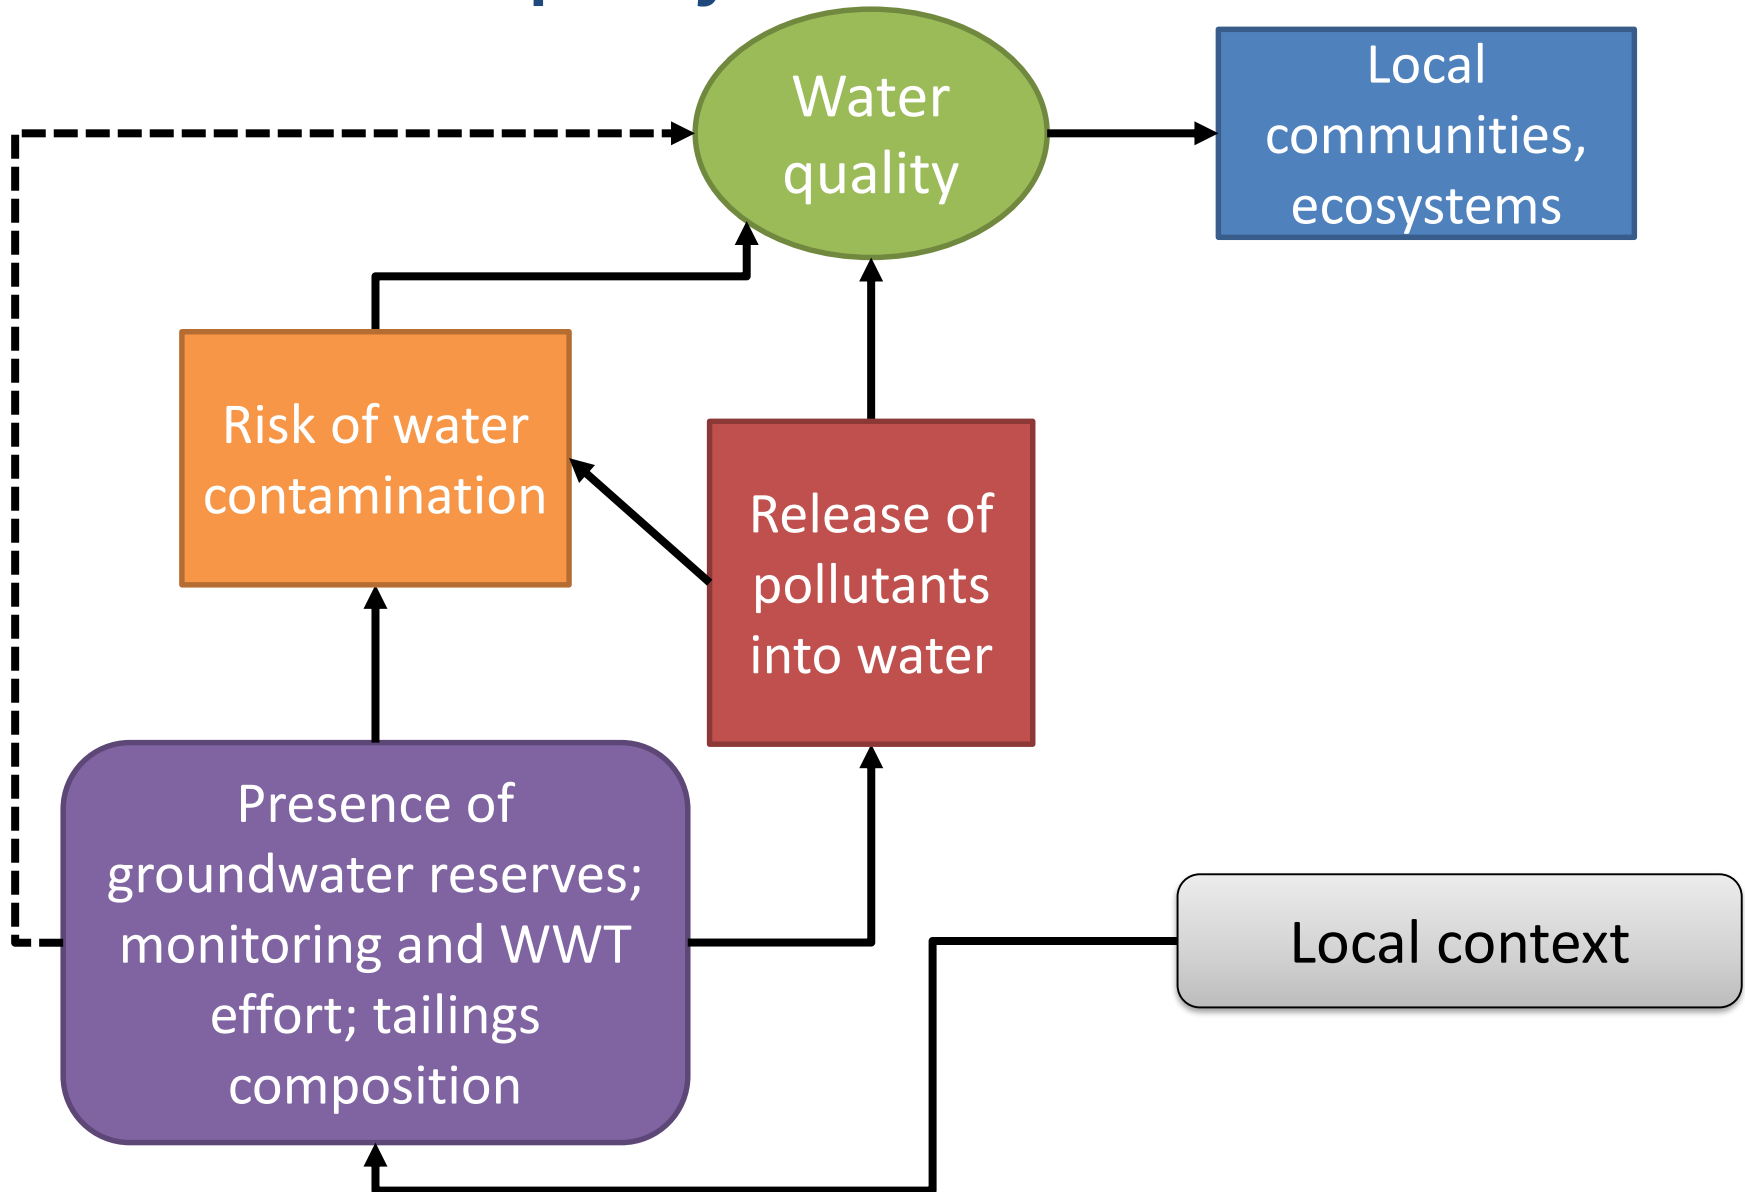 Water
quality
Local
communities,
ecosystems
Risk of water
contamination
Release of
pollutants
into water
Presence of
groundwater reserves;
monitoring and WWT
effort; tailings
composition
Local context